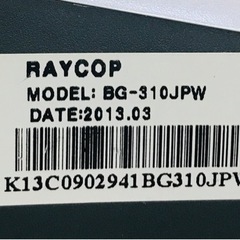 RAYCOP
MODEL: BG-310JPW
DATE:2013.03
K13C0902941BG310JPW